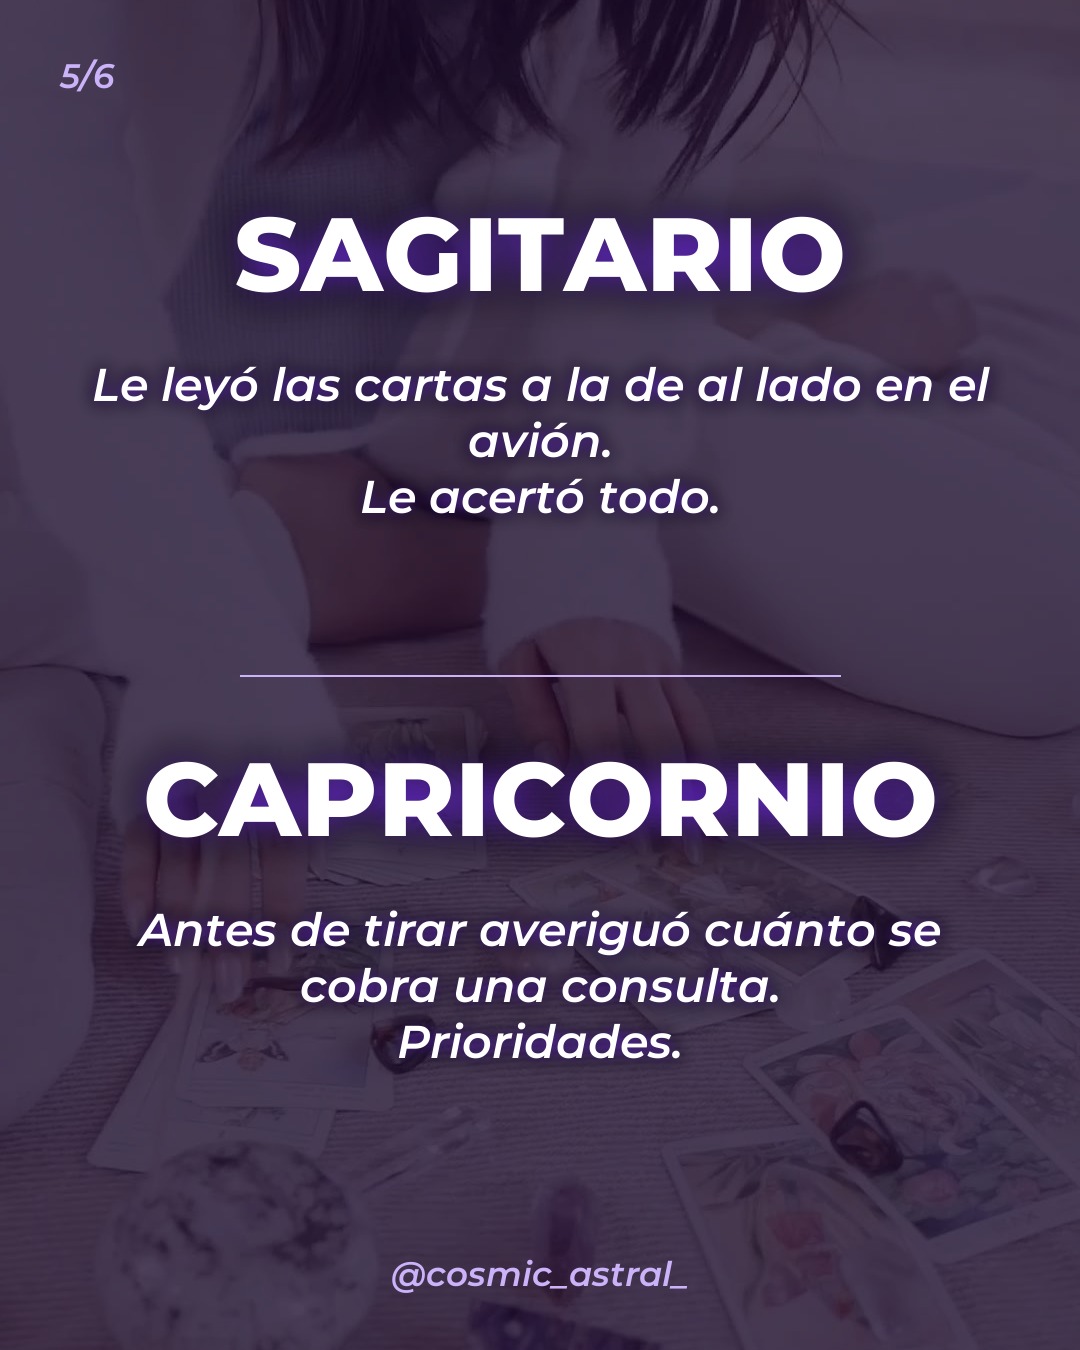 5/6
SAGITARIO
Le leyó las cartas a la de al lado en el
avión.
Le acertó todo.
CAPRICORNIO
Antes de tirar averiguó cuánto se
cobra una consulta.
Prioridades.
@cosmic_astral_